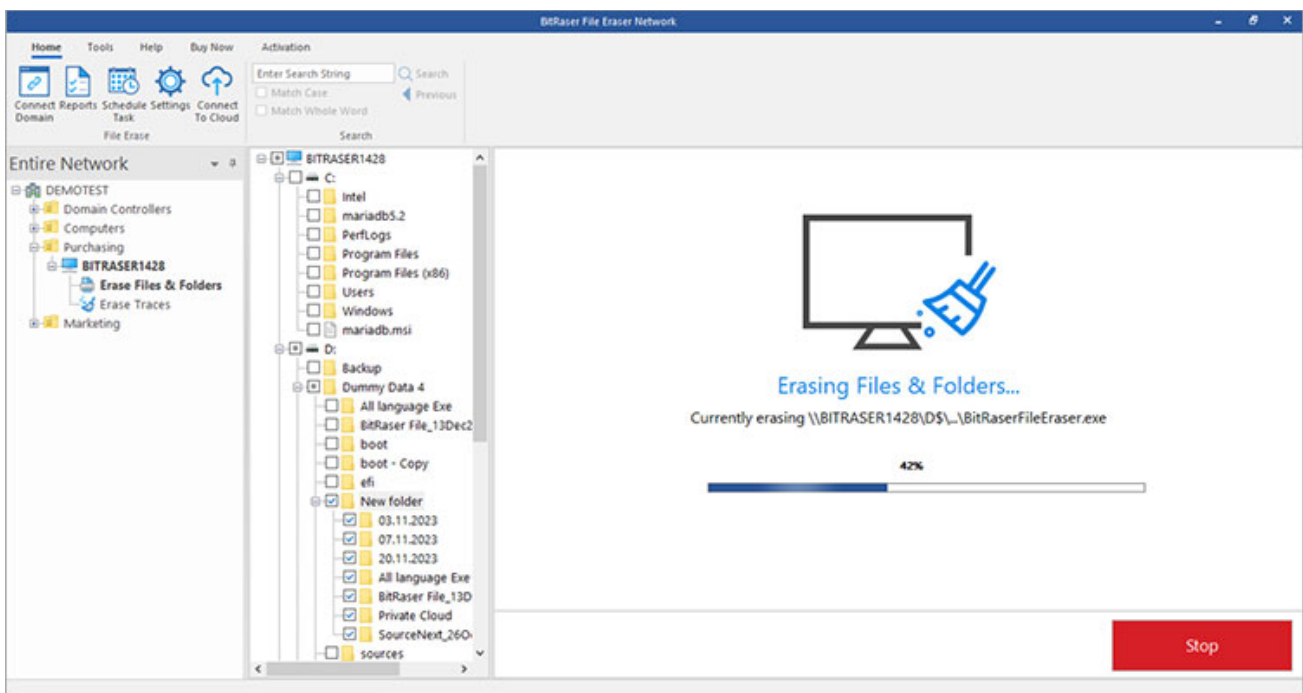 BitRaser File Eraser Network
Home Tools Help Buy Now Activation
Connect Domain
Reports
Schedule Task
Settings
Connect To Cloud
File Erase
Enter Search String
Search
Match Case
Previous
Match Whole Word
Search
Entire Network
DEMOTEST
Domain Controllers
Computers
Purchasing
BITRASER1428
Erase Files & Folders
Erase Traces
Marketing
BITRASER1428
C:
Intel
mariadb5.2
PerfLogs
Program Files
Program Files (x86)
Users
Windows
mariadb.msi
D:
Backup
Dummy Data 4
All language Exe
BitRaser File_13Dec2
boot
boot - Copy
efi
New folder
03.11.2023
07.11.2023
20.11.2023
All language Exe
BitRaser File_13D
Private Cloud
SourceNext_26O
sources
Erasing Files & Folders...
Currently erasing \\BITRASER1428\D$\...\BitRaserFileEraser.exe
42%
Stop